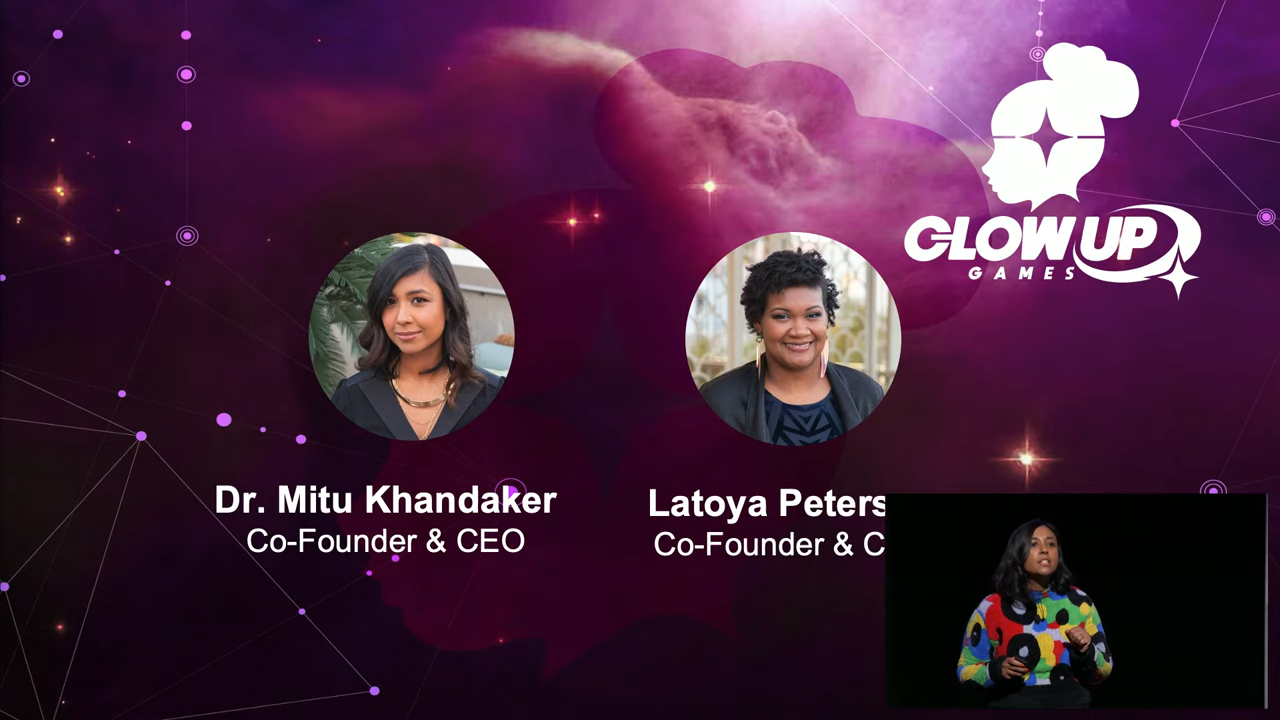 GLOW UP
GAMES
Dr. Mitu Khandaker
Co-Founder & CEO
Latoya Peters
Co-Founder & C